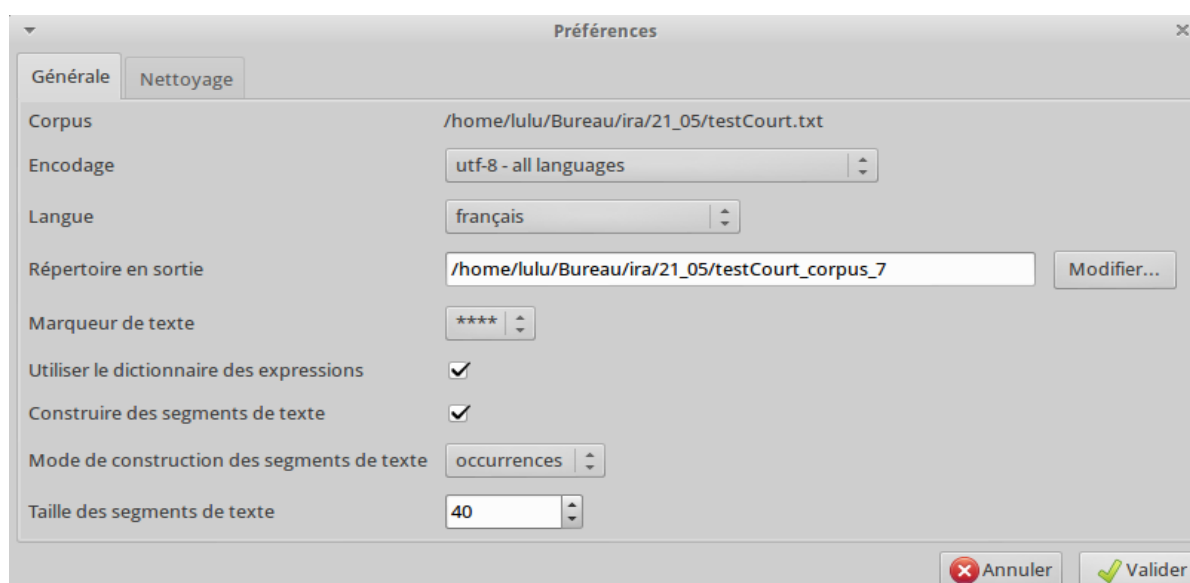 Préférences
Générale Nettoyage
Corpus /home/lulu/Bureau/ira/21_05/testCourt.txt
Encodage utf-8 - all languages
Langue français
Répertoire en sortie /home/lulu/Bureau/ira/21_05/testCourt_corpus_7 Modifier...
Marqueur de texte ****
Utiliser le dictionnaire des expressions
Construire des segments de texte
Mode de construction des segments de texte occurrences
Taille des segments de texte 40
Annuler Valider